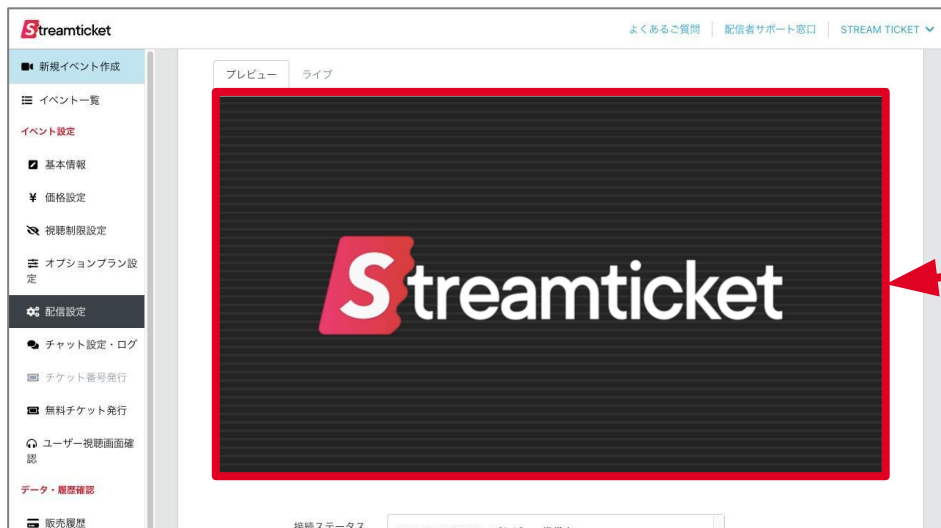 Streamticket
よくあるご質問
配信者サポート窓口
STREAM TICKET
新規イベント作成
イベント一覧
イベント設定
基本情報
価格設定
視聴制限設定
オプションプラン設
定
配信設定
チャット設定・ログ
チケット番号発行
無料チケット発行
ユーザー視聴画面確
認
データ・履歴確認
販売履歴
プレビュー
ライブ
Streamticket
接続ステータス